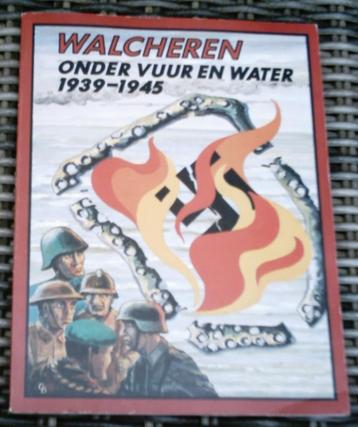 WALCHEREN
ONDER VUUR EN WATER
1939-1945